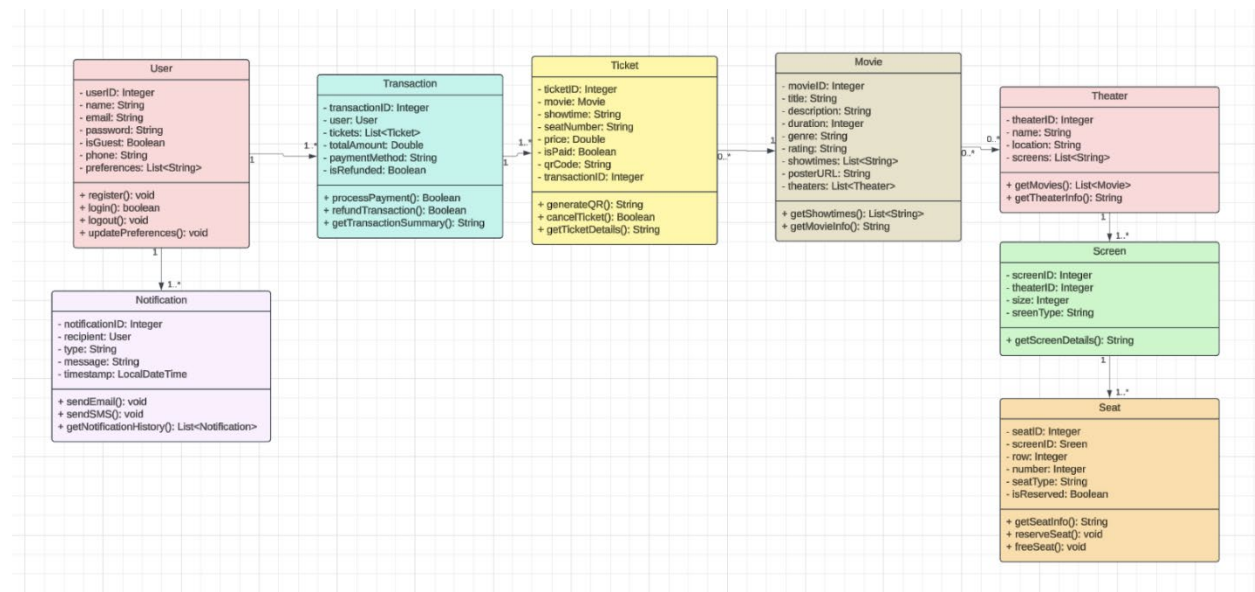 User
- userID: Integer
- name: String
- email: String
- password: String
- isGuest: Boolean
- phone: String
- preferences: List<String>
+ register(): void
+ login(): boolean
+ logout(): void
+ updatePreferences(): void
1
1..*
1
1..*
Transaction
- transactionID: Integer
- user: User
- tickets: List<Ticket>
- totalAmount: Double
- paymentMethod: String
- isRefunded: Boolean
+ processPayment(): Boolean
+ refundTransaction(): Boolean
+ getTransactionSummary(): String
1
1..*
Ticket
- ticketID: Integer
- movie: Movie
- showtime: String
- seatNumber: String
- price: Double
- isPaid: Boolean
- qrCode: String
- transactionID: Integer
+ generateQR(): String
+ cancelTicket(): Boolean
+ getTicketDetails(): String
0..*
1
Movie
- movieID: Integer
- title: String
- description: String
- duration: Integer
- genre: String
- rating: String
- showtimes: List<String>
- posterURL: String
- theaters: List<Theater>
+ getShowtimes(): List<String>
+ getMovieInfo(): String
0..*
0..*
Theater
- theaterID: Integer
- name: String
- location: String
- screens: List<String>
+ getMovies(): List<Movie>
+ getTheaterInfo(): String
1
1..*
Screen
- screenID: Integer
- theaterID: Integer
- size: Integer
- sreenType: String
+ getScreenDetails(): String
1
1..*
Seat
- seatID: Integer
- screenID: Sreen
- row: Integer
- number: Integer
- seatType: String
- isReserved: Boolean
+ getSeatInfo(): String
+ reserveSeat(): void
+ freeSeat(): void
Notification
- notificationID: Integer
- recipient: User
- type: String
- message: String
- timestamp: LocalDateTime
+ sendEmail(): void
+ sendSMS(): void
+ getNotificationHistory(): List<Notification>